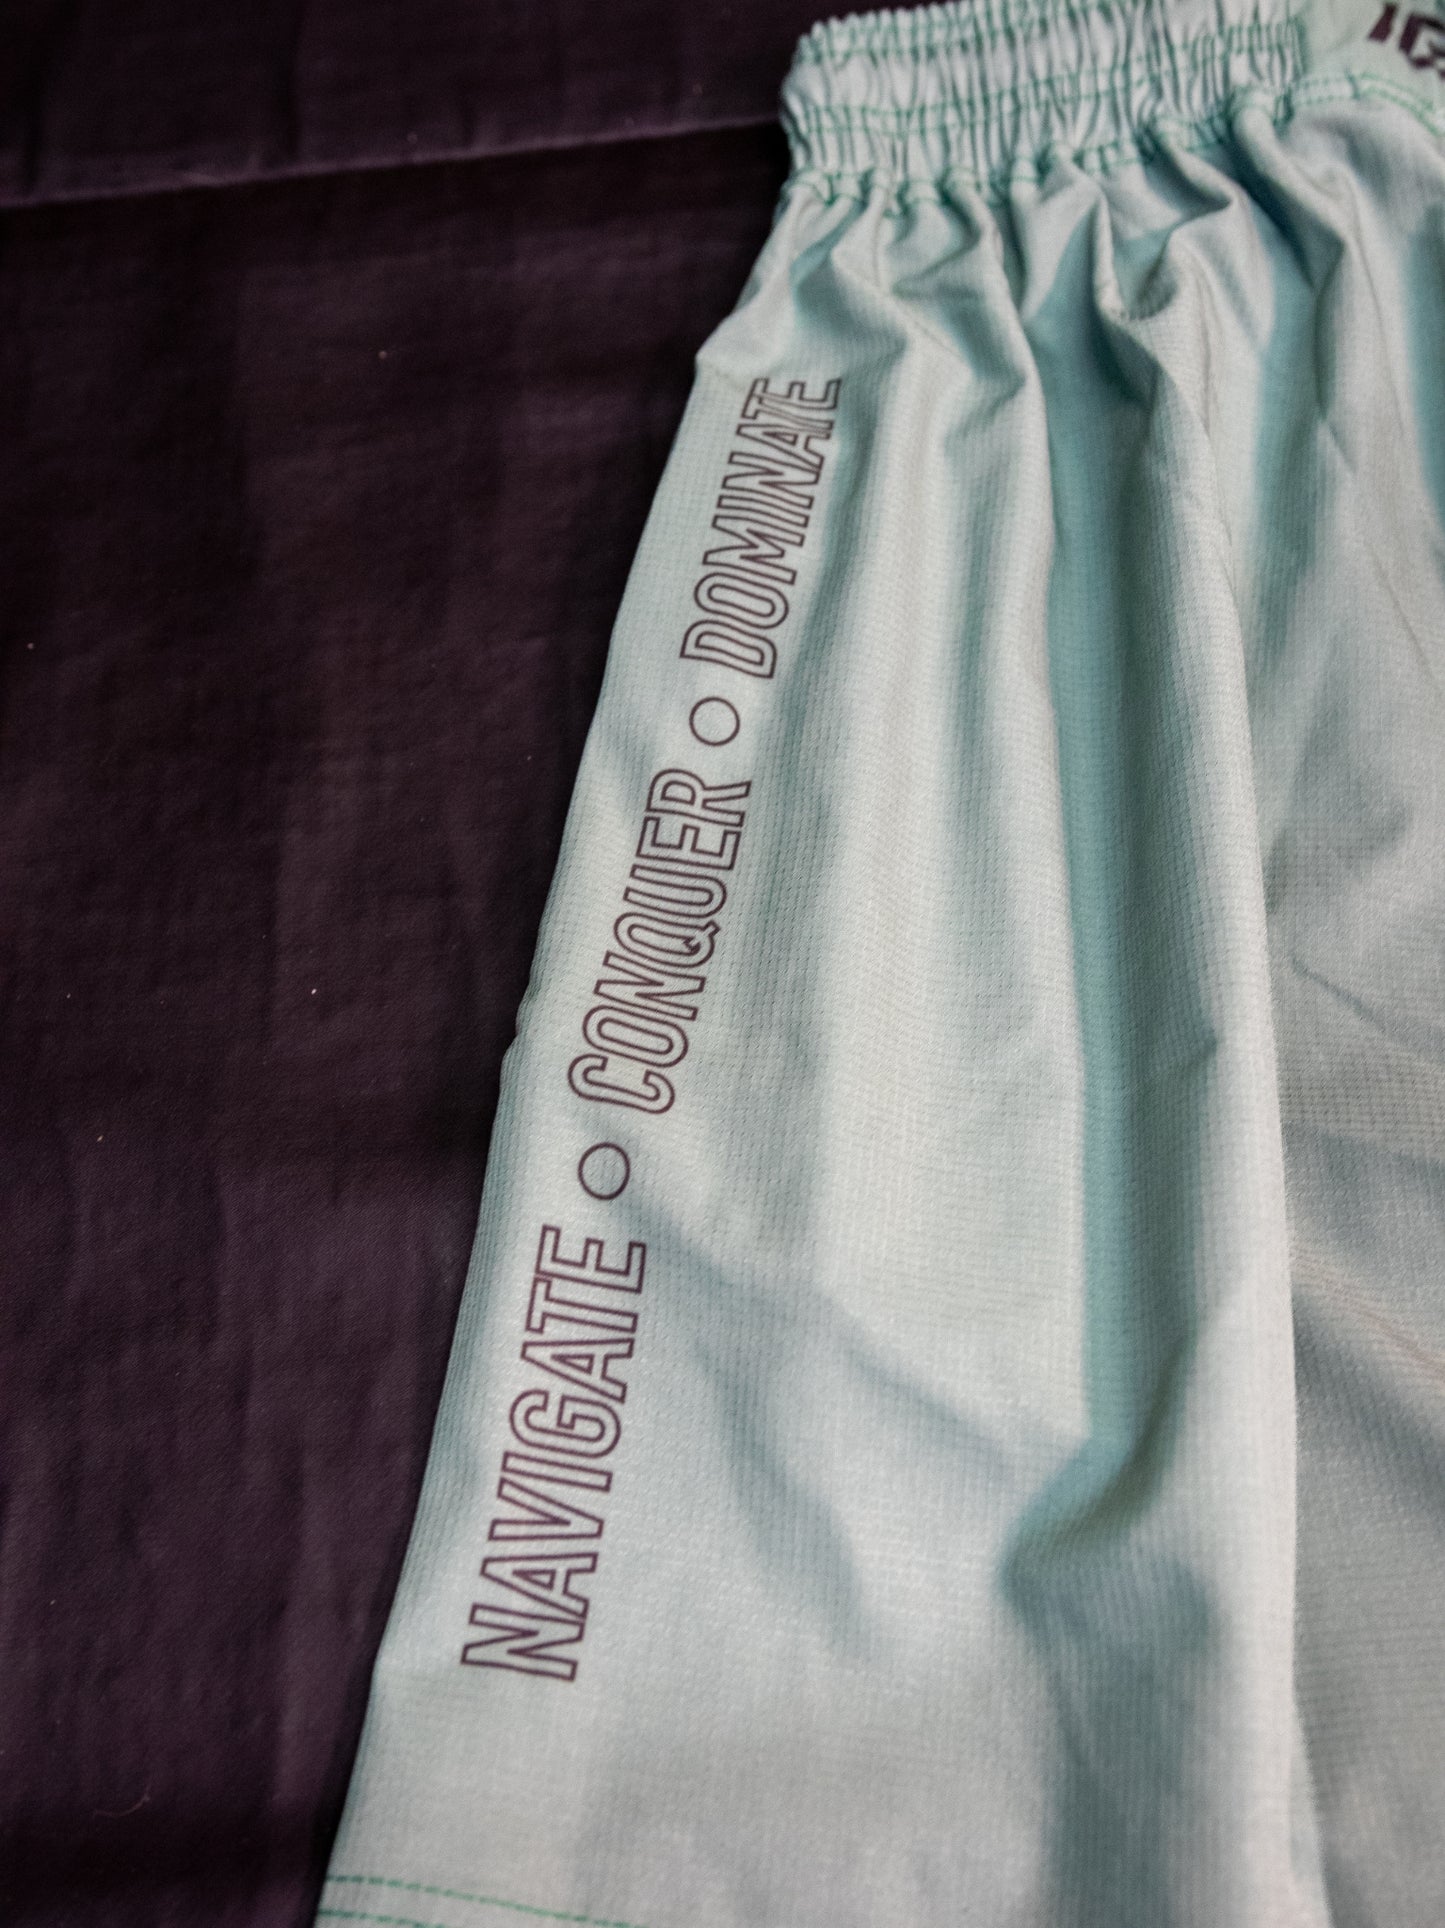 NAVIGATE ○ CONQUER ○ DOMINATE